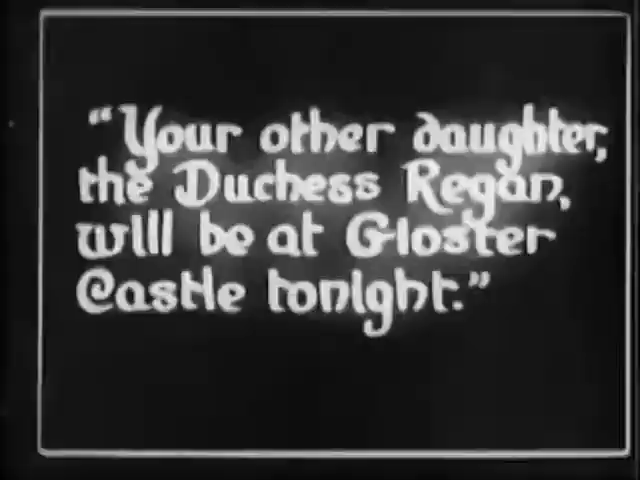 "Your other daughter,
the Duchess Regan,
will be at Gloster
Castle tonight."